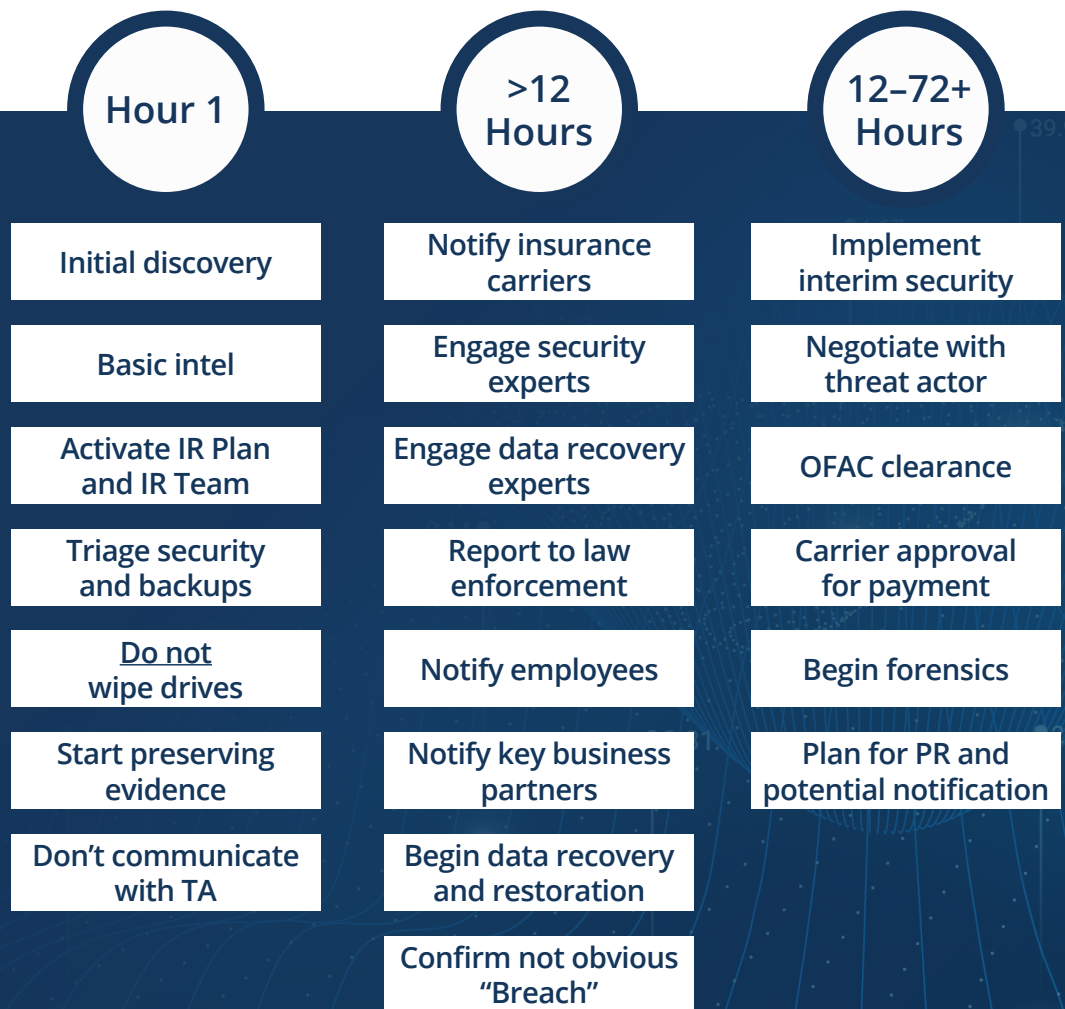 Hour 1
Initial discovery
Basic intel
Activate IR Plan
and IR Team
Triage security
and backups
Do not
wipe drives
Start preserving
evidence
Don’t communicate
with TA
>12
Hours
Notify insurance
carriers
Engage security
experts
Engage data recovery
experts
Report to law
enforcement
Notify employees
Notify key business
partners
Begin data recovery
and restoration
Confirm not obvious
“Breach”
12–72+
Hours
Implement
interim security
Negotiate with
threat actor
OFAC clearance
Carrier approval
for payment
Begin forensics
Plan for PR and
potential notification